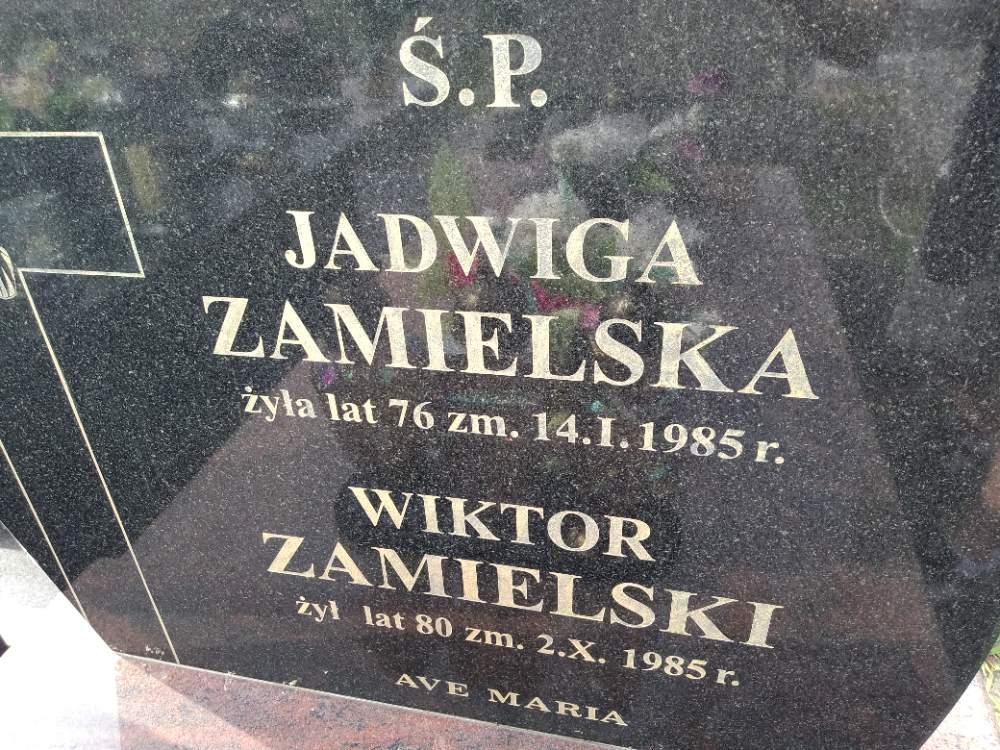 Ś.P.
JADWIGA
ZAMIELSKA
żyła lat 76 zm. 14.I.1985 r.
WIKTOR
ZAMIELSKI
żył lat 80 zm. 2.X. 1985 r.
AVE MARIA